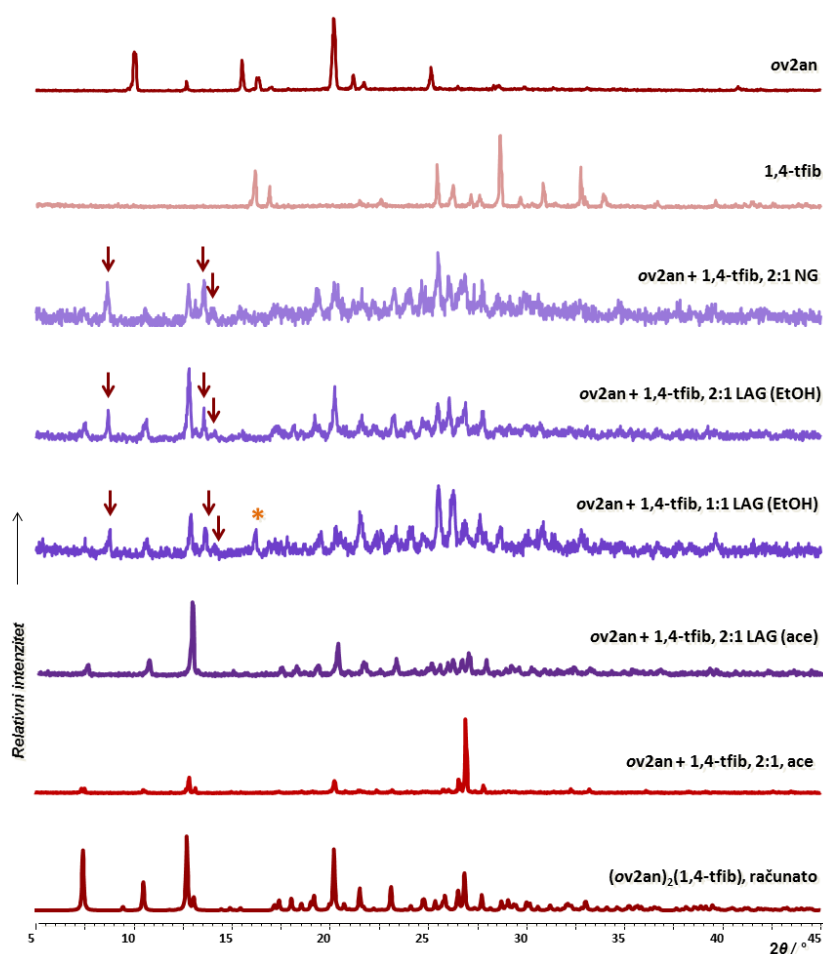 ov2an
1,4-tfib
ov2an + 1,4-tfib, 2:1 NG
ov2an + 1,4-tfib, 2:1 LAG (EtOH)
*
ov2an + 1,4-tfib, 1:1 LAG (EtOH)
ov2an + 1,4-tfib, 2:1 LAG (ace)
ov2an + 1,4-tfib, 2:1, ace
(ov2an)₂(1,4-tfib), računato
Relativni intenzitet
5 10 15 20 25 30 35 40 45
2θ / °